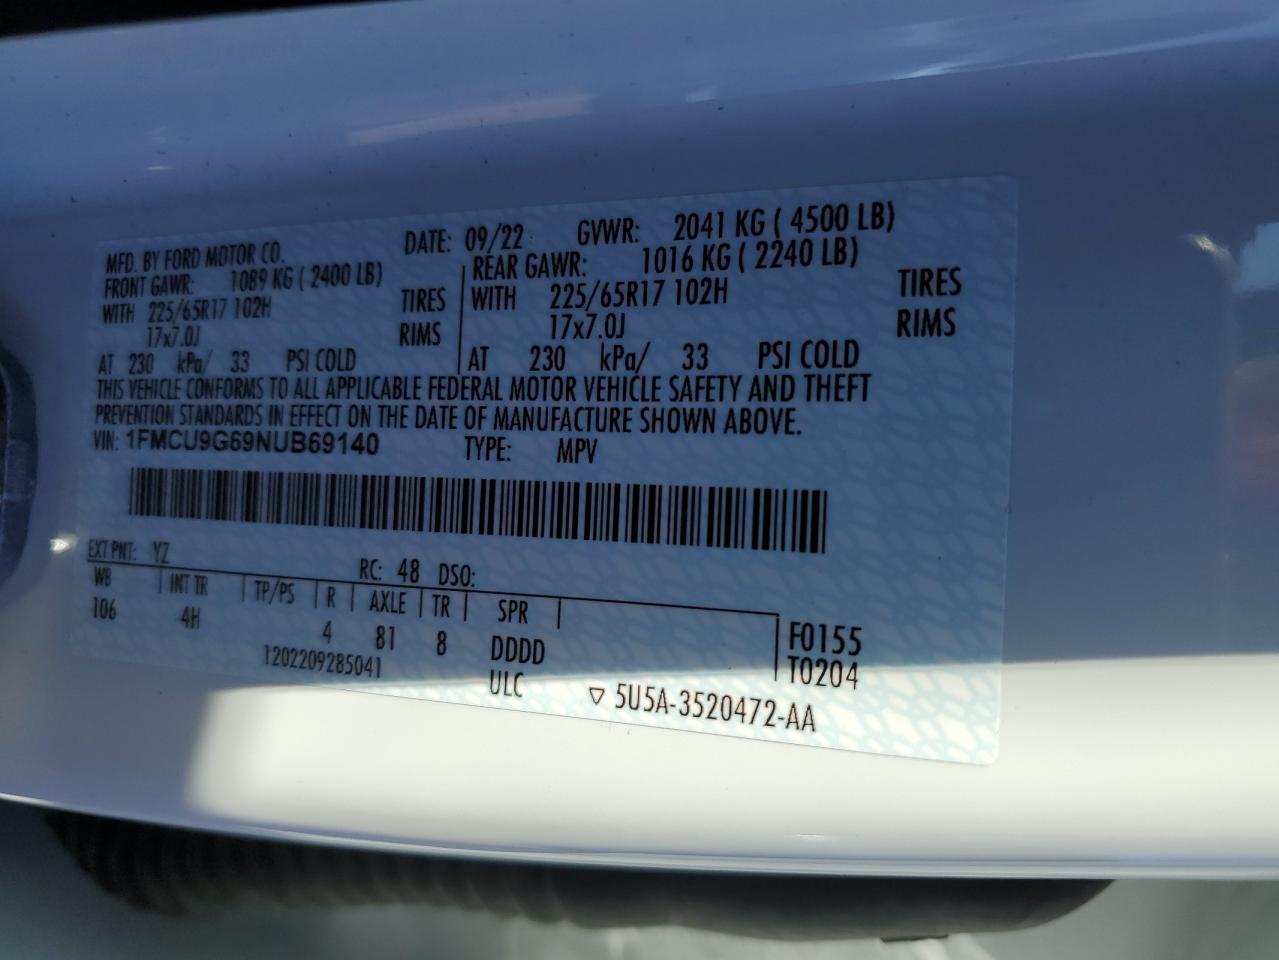 MFD. BY FORD MOTOR CO. DATE: 09/22 GVWR: 2041 KG ( 4500 LB)
FRONT GAWR: 1089 KG ( 2400 LB) REAR GAWR: 1016 KG ( 2240 LB)
WITH 225/65R17 102H TIRES WITH 225/65R17 102H TIRES
17x7.0J RIMS 17x7.0J RIMS
AT 230 kPa/ 33 PSI COLD AT 230 kPa/ 33 PSI COLD
THIS VEHICLE CONFORMS TO ALL APPLICABLE FEDERAL MOTOR VEHICLE SAFETY AND THEFT
PREVENTION STANDARDS IN EFFECT ON THE DATE OF MANUFACTURE SHOWN ABOVE.
VIN: 1FMCU9G69NUB69140 TYPE: MPV
EXT PNT: YZ RC: 48 DSO:
WB INT TR TP/PS R AXLE TR SPR
106 4H 4 81 8 DDDD F0155
1202209285041 ULC T0204
▽ 5U5A-3520472-AA